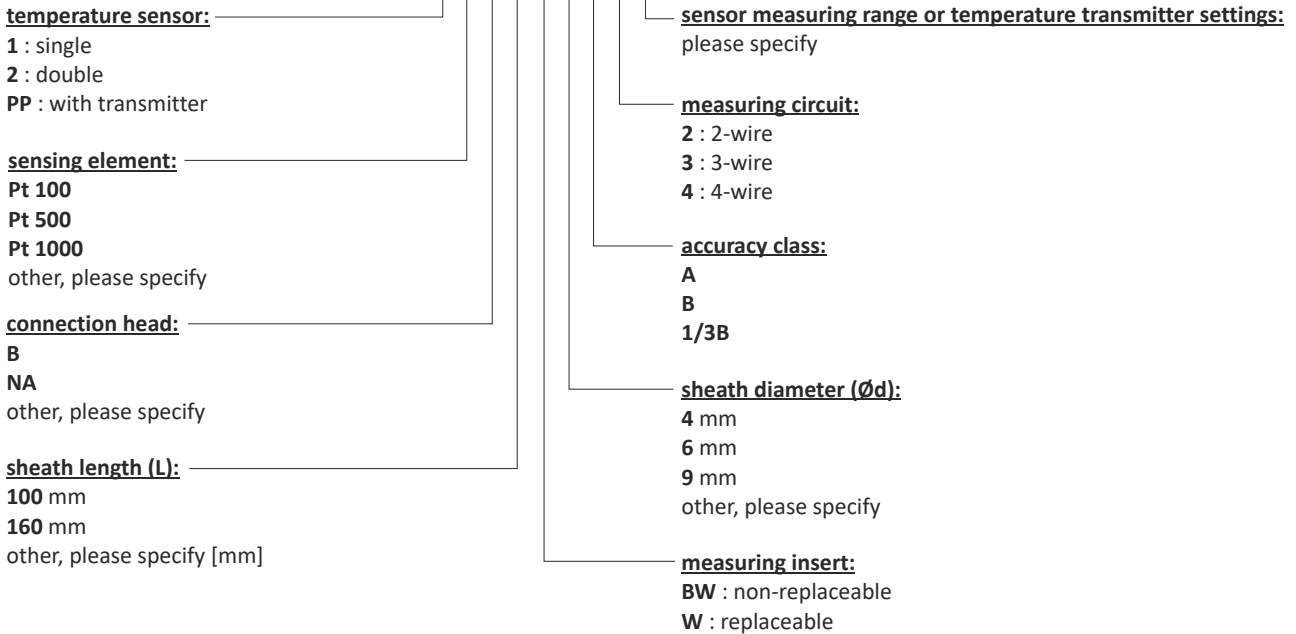 temperature sensor:
1 : single
2 : double
PP : with transmitter
sensing element:
Pt 100
Pt 500
Pt 1000
other, please specify
connection head:
B
NA
other, please specify
sheath length (L):
100 mm
160 mm
other, please specify [mm]
sensor measuring range or temperature transmitter settings:
please specify
measuring circuit:
2 : 2-wire
3 : 3-wire
4 : 4-wire
accuracy class:
A
B
1/3B
sheath diameter (Ød):
4 mm
6 mm
9 mm
other, please specify
measuring insert:
BW : non-replaceable
W : replaceable